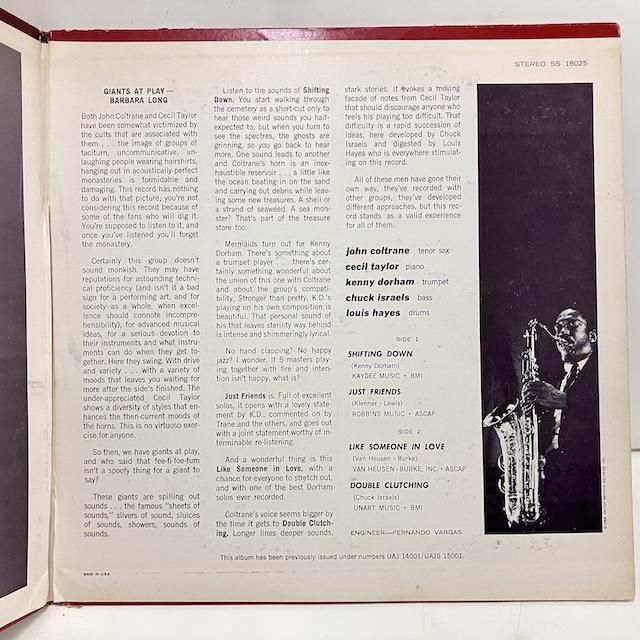 STEREO SS 18025
GIANTS AT PLAY—
BARBARA LONG
Both John Coltrane and Cecil Taylor
have been somewhat victimized by
the cults that are associated with
them . . . the image of groups of
taciturn, uncommunicative, un-
laughing people wearing hairshirts,
hanging out in acoustically-perfect
monasteries is formidable and
damaging. This record has nothing
to do with that picture; you're not
considering this record because of
some of the fans who will dig it.
You're supposed to listen to it, and
once you've listened you'll forget
the monastery.
Certainly this group doesn't
sound monkish. They may have
reputations for astounding techni-
cal proficiency (and isn't it a bad
sign for a performing art, and for
society as a whole, when excel-
lence should connote incompre-
hensibility), for advanced musical
ideas, for a serious devotion to
their instruments and what instru-
ments can do when they get to-
gether. Here they swing. With drive
and variety . . . with a variety of
moods that leaves you waiting for
more after the side's finished. The
under-appreciated Cecil Taylor
shows a diversity of styles that en-
hances the then-current moods of
the horns. This is no virtuoso exer-
cise for anyone.
So then, we have giants at play,
and who said that fee-fi-foe-fum
isn't a spoofy thing for a giant to
say?
These giants are spilling out
sounds . . . the famous "sheets of
sounds," slivers of sound, sluices
of sounds, showers, sounds of
sounds.
Listen to the sounds of Shifting
Down. You start walking through
the cemetery as a short-cut only to
hear those weird sounds you half-
expected to, but when you turn to
see the spectres, the ghosts are
grinning, so you go back to hear
more. One sound leads to another
and Coltrane's horn is an inex-
haustible reservoir . . . a little like
the ocean beating in on the sand
and carrying out debris while leav-
ing some new treasures. A shell or
a strand of seaweed. A sea mon-
ster? That's part of the treasure
store too.
Mermaids turn out for Kenny
Dorham. There's something about
a trumpet player . . . there's cer-
tainly something wonderful about
the union of this one with Coltrane
and about the group's compati-
bility. Stronger than pretty, K.D.'s
playing on his own composition is
beautiful. That personal sound of
his that leaves sterility way behind
is intense and shimmeringly lyrical.
No hand clapping? No happy
jazz? I wonder. If 5 masters play-
ing together with fire and inten-
tion isn't happy, what is?
Just Friends is. Full of excellent
solos, it opens with a lovely state-
ment by K.D., commented on by
Trane and the others, and goes out
with a joint statement worthy of in-
terminable re-listening.
And a wonderful thing is this
Like Someone in Love, with a
chance for everyone to stretch out,
and with one of the best Dorham
solos ever recorded.
Coltrane's voice seems bigger by
the time it gets to Double Clutch-
ing. Longer lines deeper sounds,
stark stories. It evokes a moving
facade of notes from Cecil Taylor
that should discourage anyone who
feels his playing too difficult. That
difficulty is a rapid succession of
ideas, here developed by Chuck
Israels and digested by Louis
Hayes who is everywhere stimulat-
ing on this record.
All of these men have gone their
own way, they've recorded with
other groups, they've developed
different approaches, but this rec-
ord stands as a valid experience
for all of them.
john coltrane tenor sax
cecil taylor piano
kenny dorham trumpet
chuck israels bass
louis hayes drums
SIDE 1
SHIFTING DOWN
(Kenny Dorham)
KAYDEE MUSIC • BMI
JUST FRIENDS
(Klenner - Lewis)
ROBBINS MUSIC • ASCAP
SIDE 2
LIKE SOMEONE IN LOVE
(Van Heusen - Burke)
VAN HEUSEN - BURKE, INC. • ASCAP
DOUBLE CLUTCHING
(Chuck Israels)
UNART MUSIC • BMI
ENGINEER—FERNANDO VARGAS
This album has been previously issued under numbers UAJ 14001/UAJS 15001.
MADE IN U.S.A.